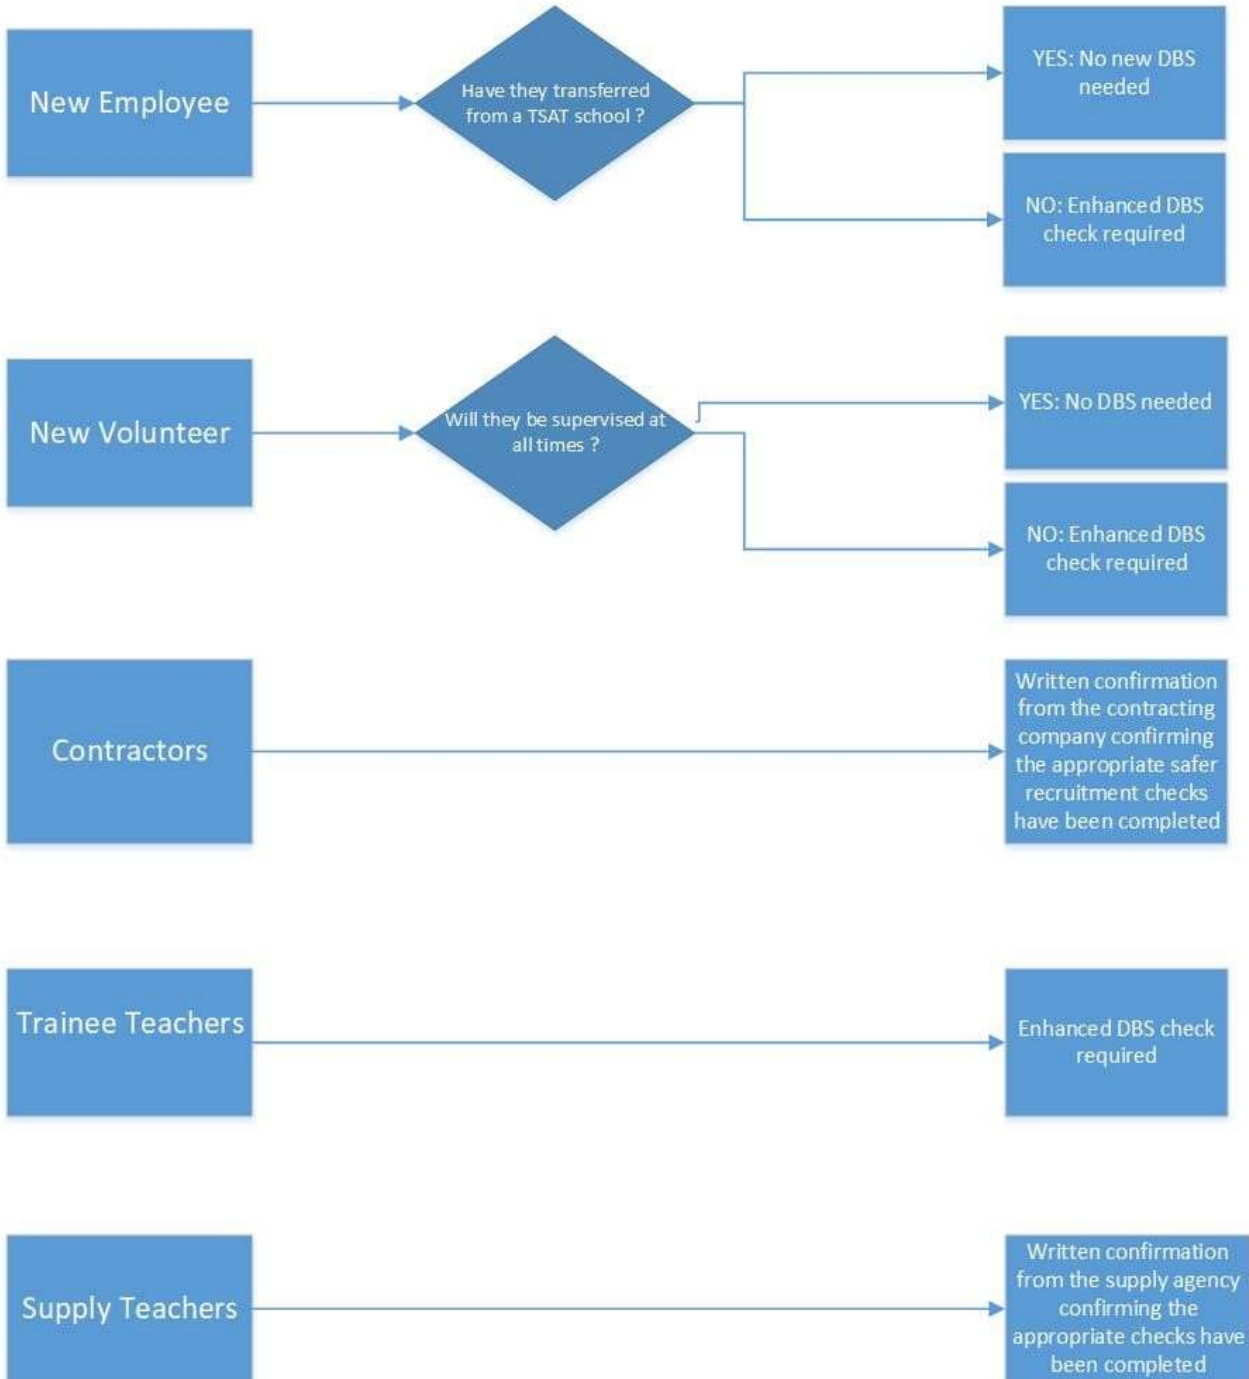 New Employee
Have they transferred
from a TSAT school ?
YES: No new DBS
needed
NO: Enhanced DBS
check required
New Volunteer
Will they be supervised at
all times ?
YES: No DBS needed
NO: Enhanced DBS
check required
Contractors
Written confirmation
from the contracting
company confirming
the appropriate safer
recruitment checks
have been completed
Trainee Teachers
Enhanced DBS check
required
Supply Teachers
Written confirmation
from the supply agency
confirming the
appropriate checks have
been completed